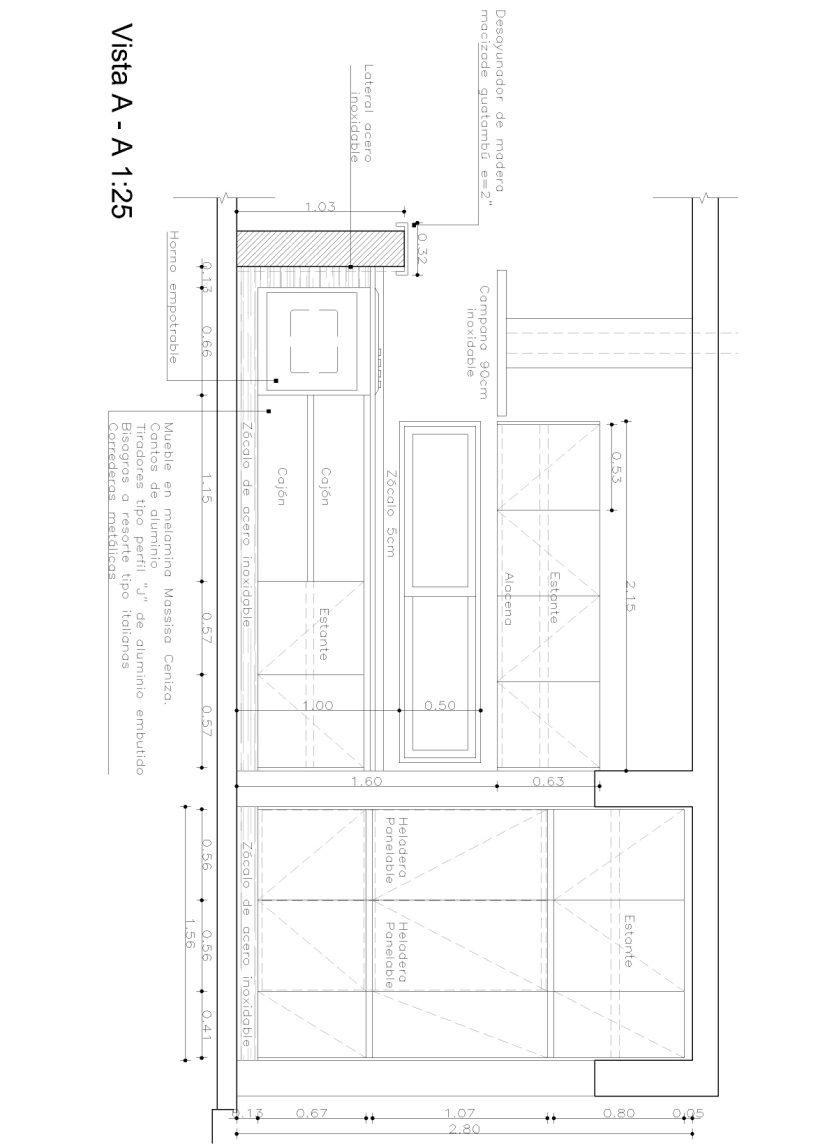 Vista A - A 1:25
Desayunador de madera
macizade guatambú e=2"
Lateral acero
inoxidable
1.03
0.32
Campana 90cm
inoxidable
Horno empotrable
0.13
0.66
1.15
0.57
0.57
0.53
2.15
Zócalo de acero inoxidable
Cajón
Cajón
Zócalo 5cm
Estante
Alacena
Estante
1.00
0.50
1.60
0.63
Mueble en melamina Massisa Ceniza.
Cantos de aluminio
Tiradores tipo perfil "J" de aluminio embutido
Bisagras a resorte tipo italianas
Correderas metálicas
Zócalo de acero inoxidable
Heladera
Panelable
Heladera
Panelable
Estante
0.56
0.56
0.41
1.56
0.13
0.67
1.07
0.80
0.05
2.80